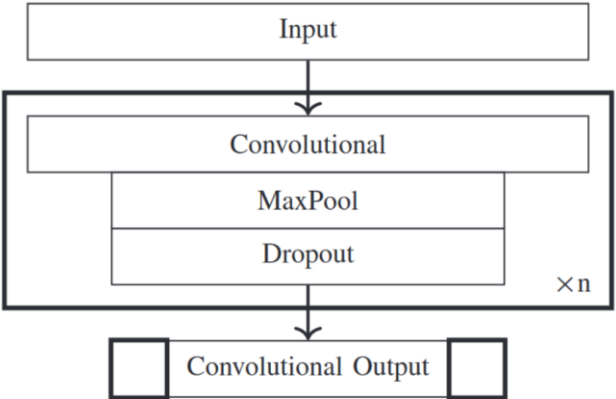 Input
Convolutional
MaxPool
Dropout
×n
Convolutional Output